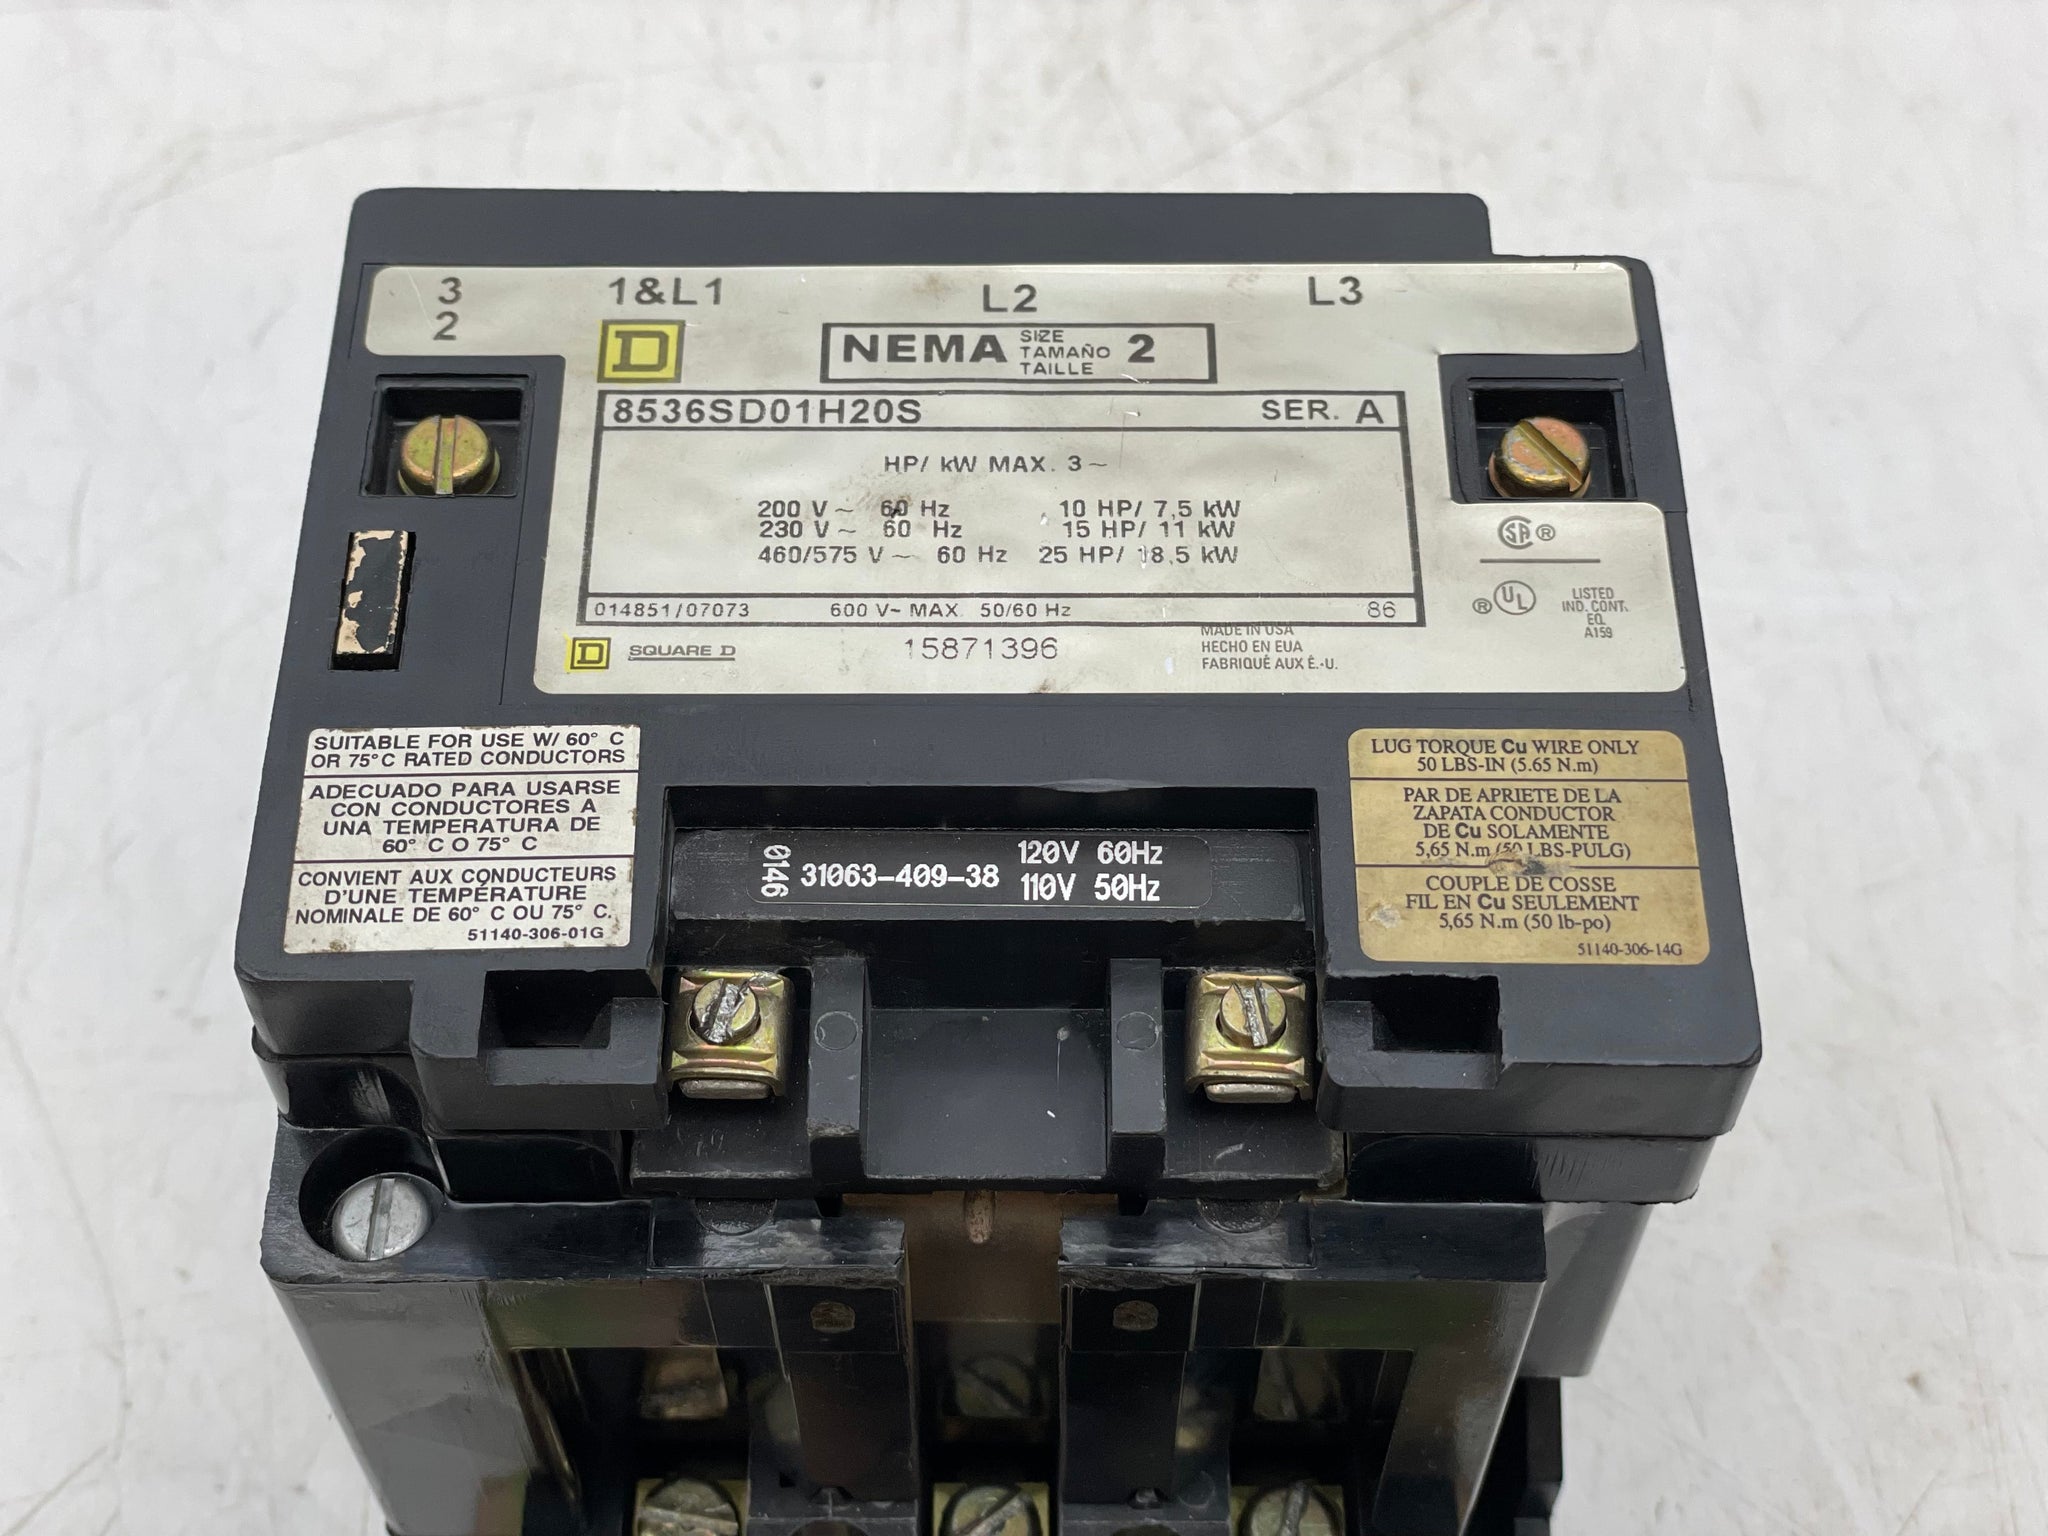 3 1&L1 L2 L3
2
D NEMA SIZE TAMAÑO TAILLE 2
8536SD01H20S SER. A
HP/ kW MAX. 3~
200 V~ 60 Hz 10 HP/ 7,5 kW
230 V~ 60 Hz 15 HP/ 11 kW
460/575 V~ 60 Hz 25 HP/ 18,5 kW
014851/07073 600 V~ MAX. 50/60 Hz 86
D SQUARE D 15871396
MADE IN USA
HECHO EN EUA
FABRIQUÉ AUX É.-U.
SA ®
® UL
LISTED
IND. CONT.
EQ.
A159
SUITABLE FOR USE W/ 60° C
OR 75°C RATED CONDUCTORS
ADECUADO PARA USARSE
CON CONDUCTORES A
UNA TEMPERATURA DE
60° C O 75° C
CONVIENT AUX CONDUCTEURS
D'UNE TEMPÉRATURE
NOMINALE DE 60° C OU 75° C.
51140-306-01G
0146 31063-409-38 120V 60Hz
110V 50Hz
LUG TORQUE Cu WIRE ONLY
50 LBS-IN (5.65 N.m)
PAR DE APRIETE DE LA
ZAPATA CONDUCTOR
DE Cu SOLAMENTE
5,65 N.m (50 LBS-PULG)
COUPLE DE COSSE
FIL EN Cu SEULEMENT
5,65 N.m (50 lb-po)
51140-306-14G